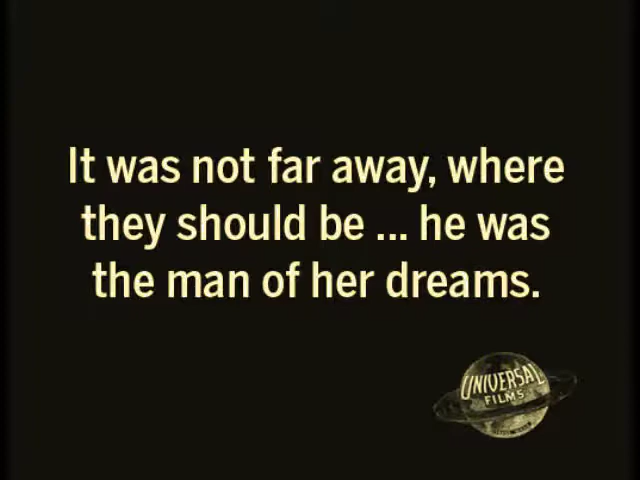 It was not far away, where
they should be ... he was
the man of her dreams.
UNIVERSAL
FILMS